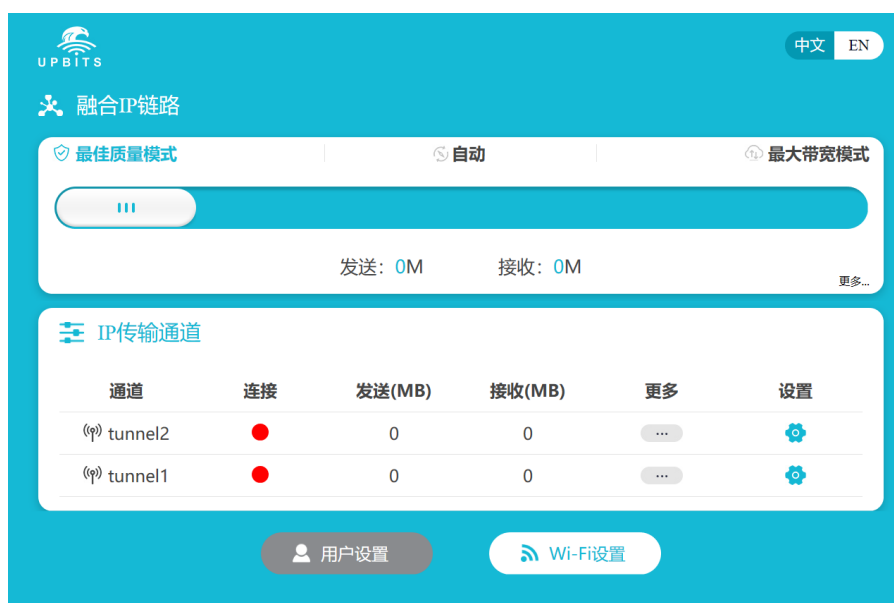 UPBITS
中文 EN
融合IP链路
最佳质量模式 自动 最大带宽模式
发送：0M 接收：0M
更多...
IP传输通道
通道 连接 发送(MB) 接收(MB) 更多 设置
tunnel2 0 0 ...
tunnel1 0 0 ...
用户设置 Wi-Fi设置